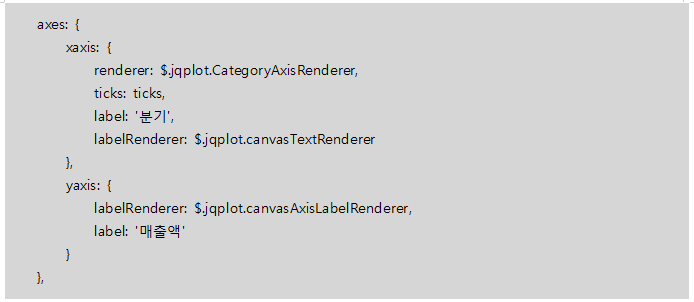 axes: {
xaxis: {
renderer: $.jqplot.CategoryAxisRenderer,
ticks: ticks,
label: '분기',
labelRenderer: $.jqplot.canvasTextRenderer
},
yaxis: {
labelRenderer: $.jqplot.canvasAxisLabelRenderer,
label: '매출액'
}
},